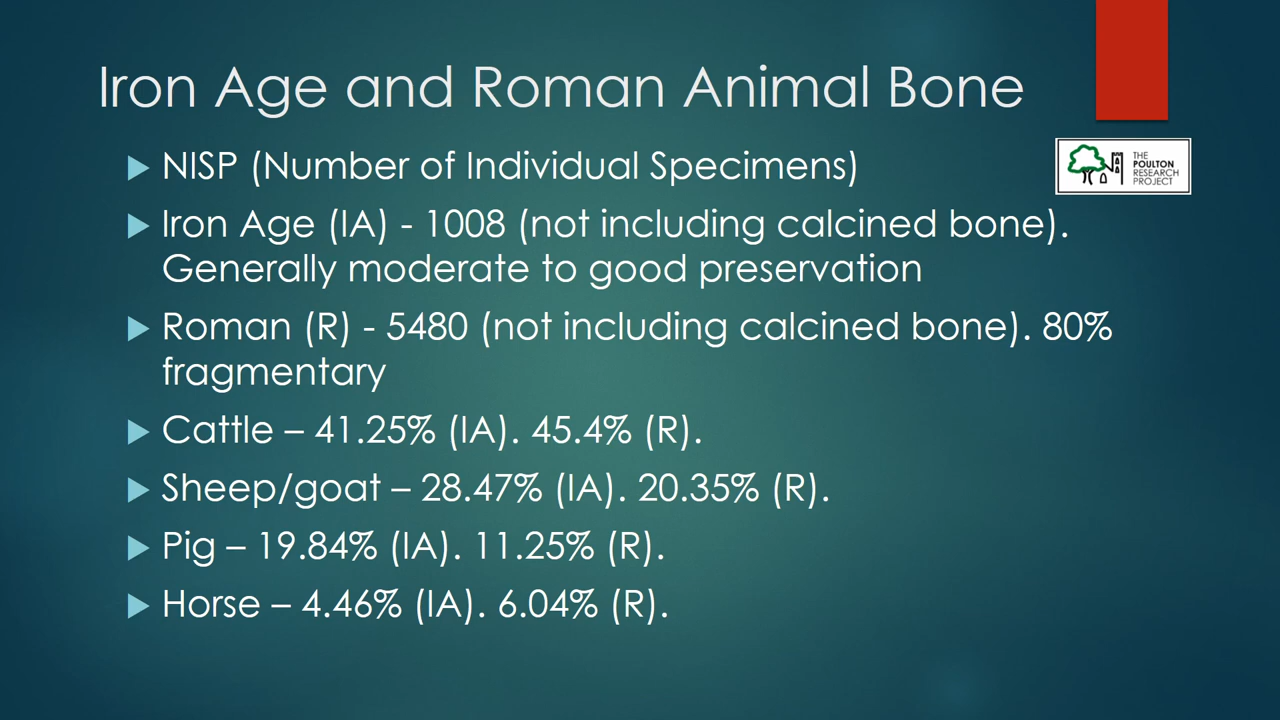 Iron Age and Roman Animal Bone
THE
POULTON
RESEARCH
PROJECT
NISP (Number of Individual Specimens)
Iron Age (IA) - 1008 (not including calcined bone).
Generally moderate to good preservation
Roman (R) - 5480 (not including calcined bone). 80%
fragmentary
Cattle – 41.25% (IA). 45.4% (R).
Sheep/goat – 28.47% (IA). 20.35% (R).
Pig – 19.84% (IA). 11.25% (R).
Horse – 4.46% (IA). 6.04% (R).